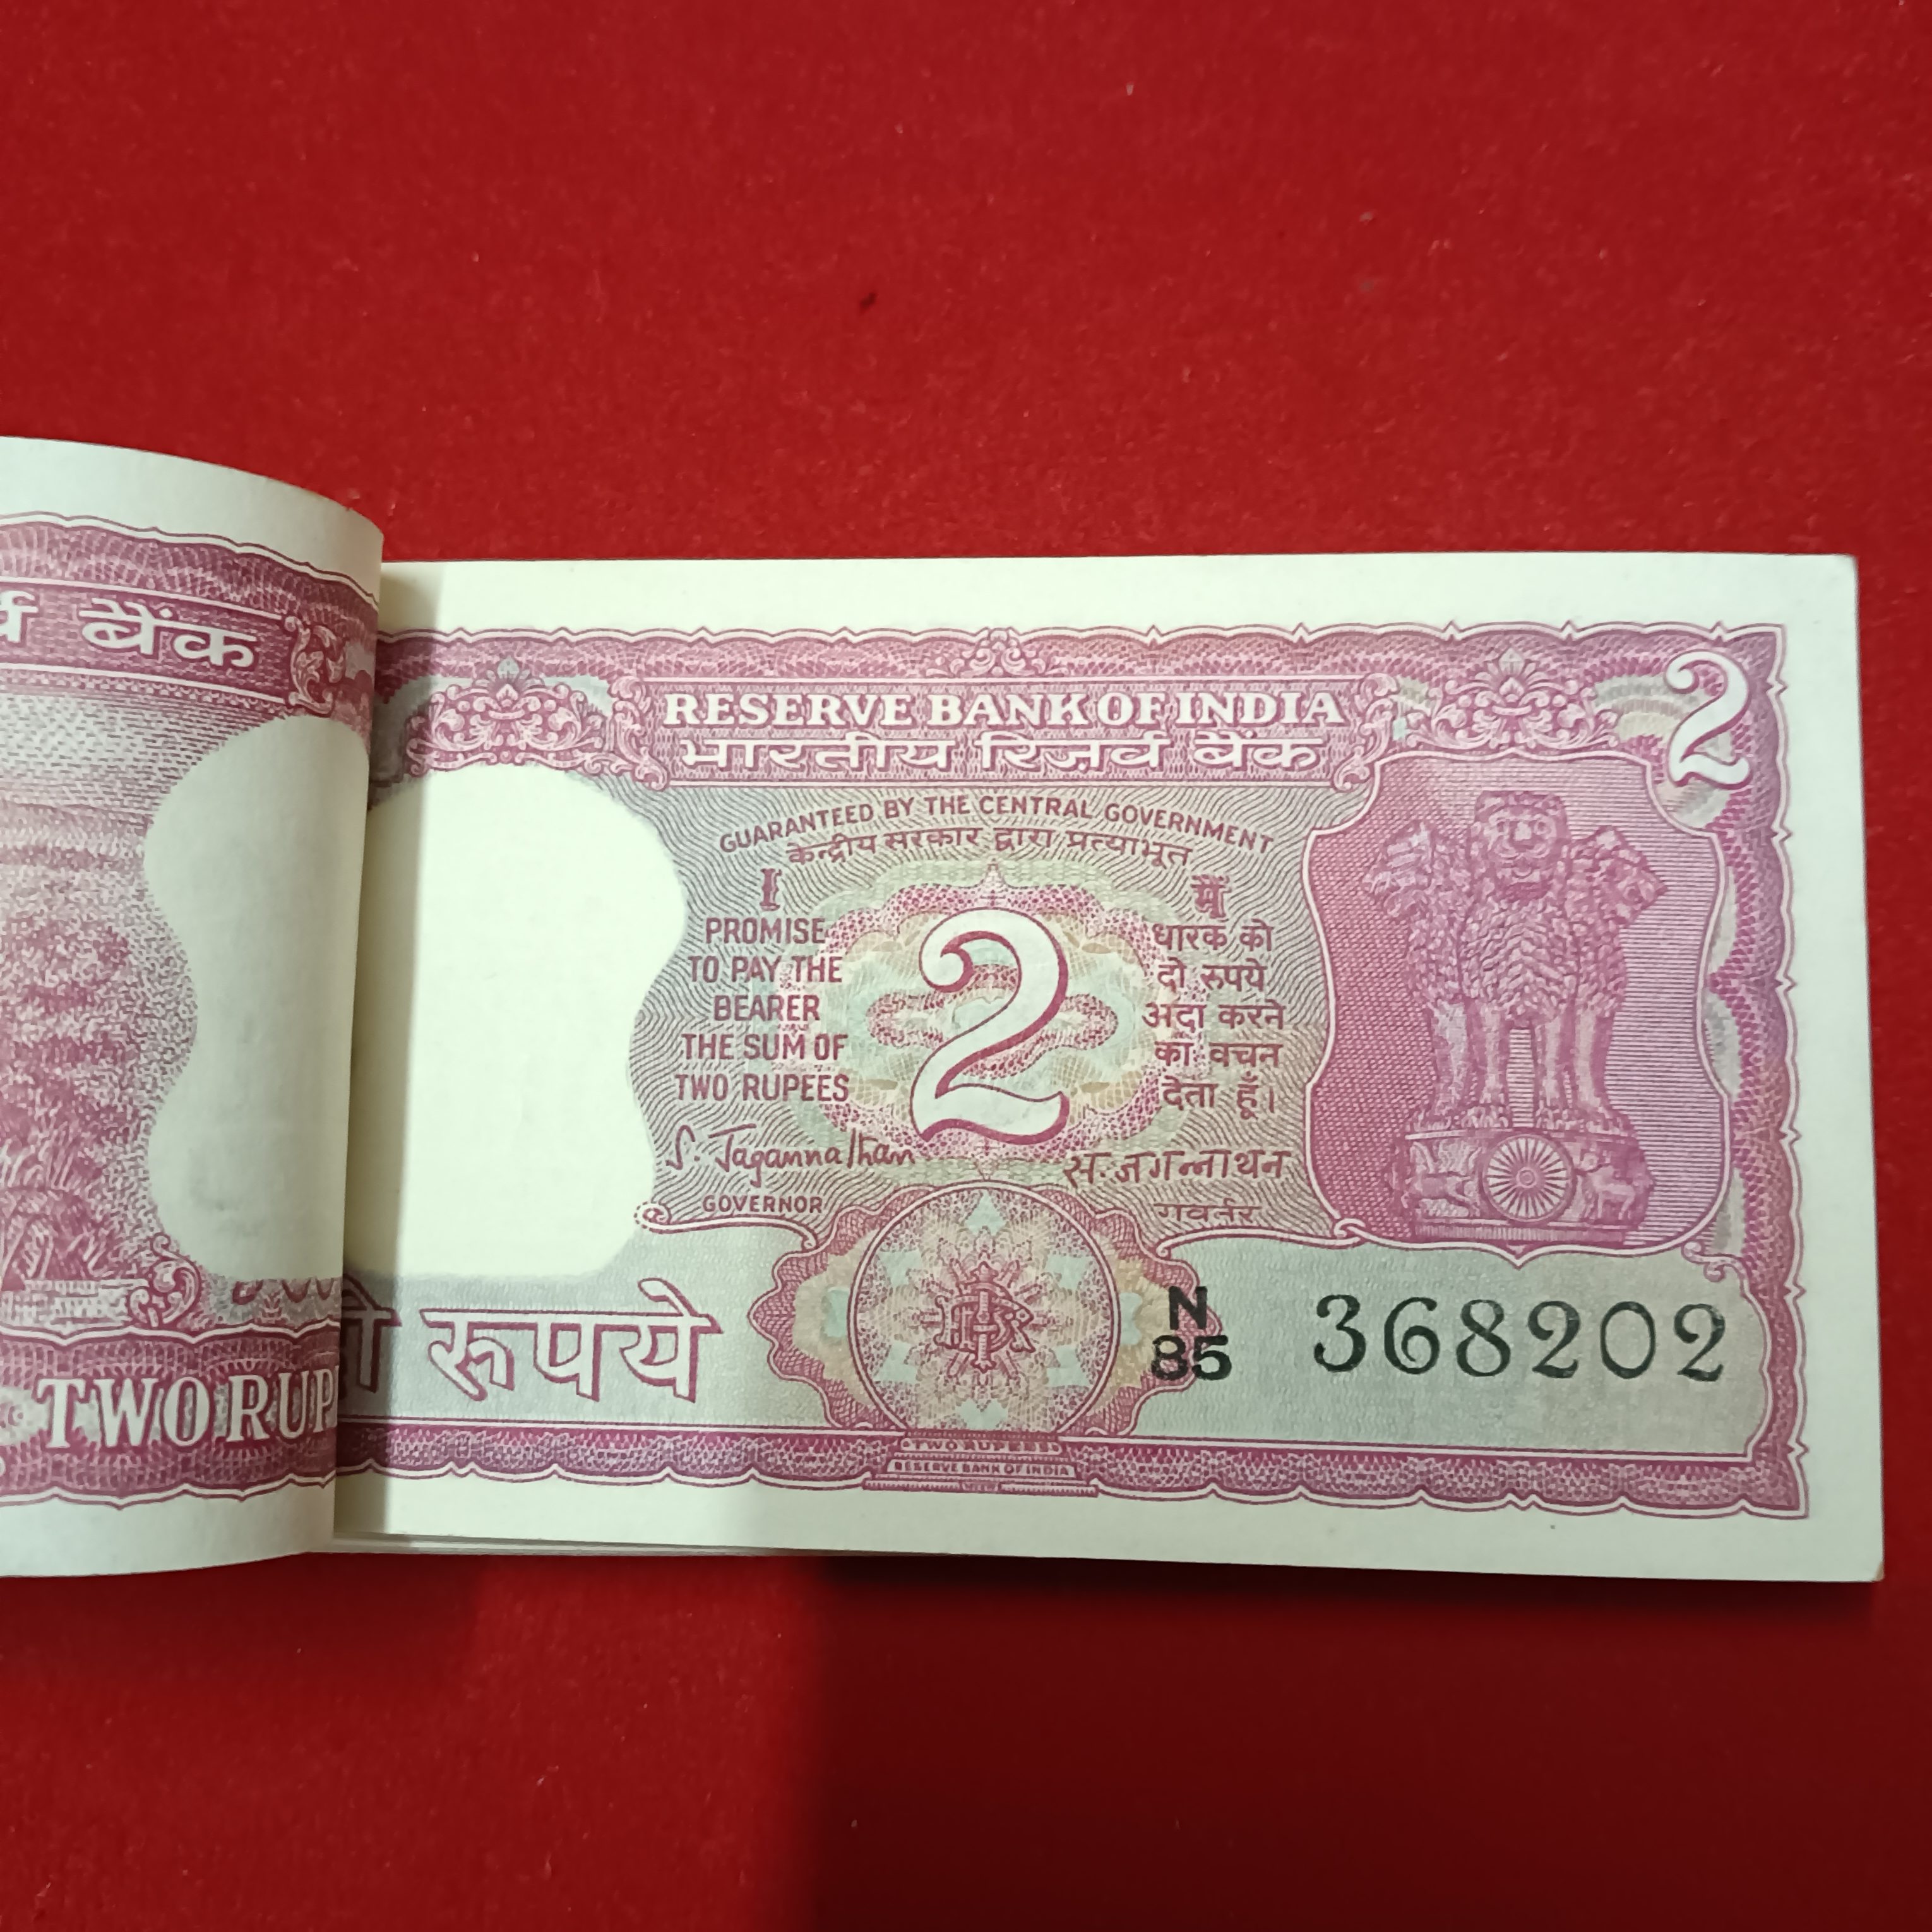 बैंक
TWO RUP
2
RESERVE BANK OF INDIA
भारतीय रिज़र्व बैंक
GUARANTEED BY THE CENTRAL GOVERNMENT
केन्द्रीय सरकार द्वारा प्रत्याभूत
I
PROMISE
TO PAY THE
BEARER
THE SUM OF
TWO RUPEES
2
मैं
धारक को
दो रुपये
अदा करने
का वचन
देता हूँ।
S. Jagannathan
GOVERNOR
स. जगन्नाथन
गवर्नर
रुपये
N
85
368202
TWO RUPEES
RESERVE BANK OF INDIA